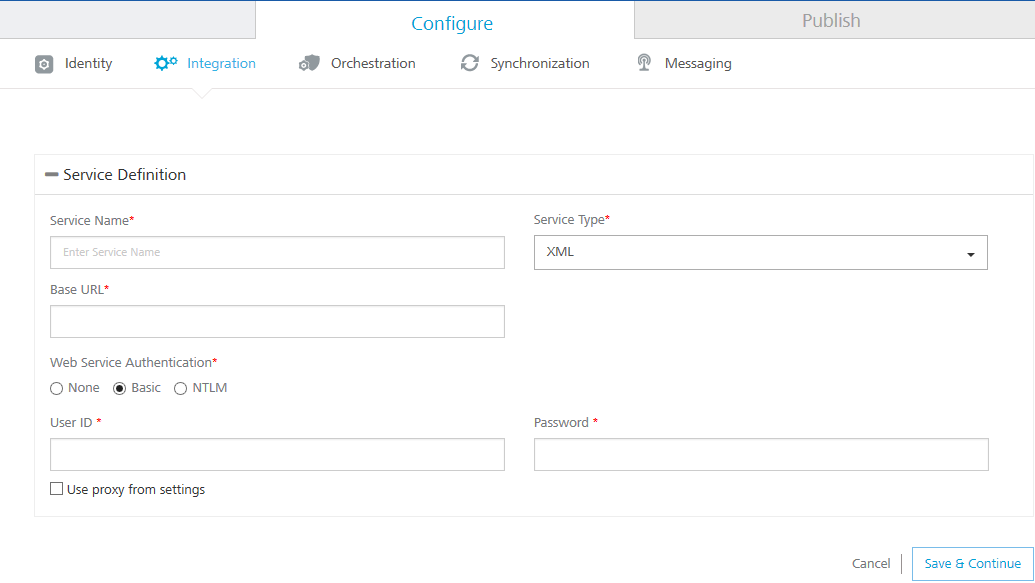 Configure
Publish
Identity
Integration
Orchestration
Synchronization
Messaging
Service Definition
Service Name*
Service Type*
Enter Service Name
XML
Base URL*
Web Service Authentication*
None
Basic
NTLM
User ID *
Password *
Use proxy from settings
Cancel
Save & Continue